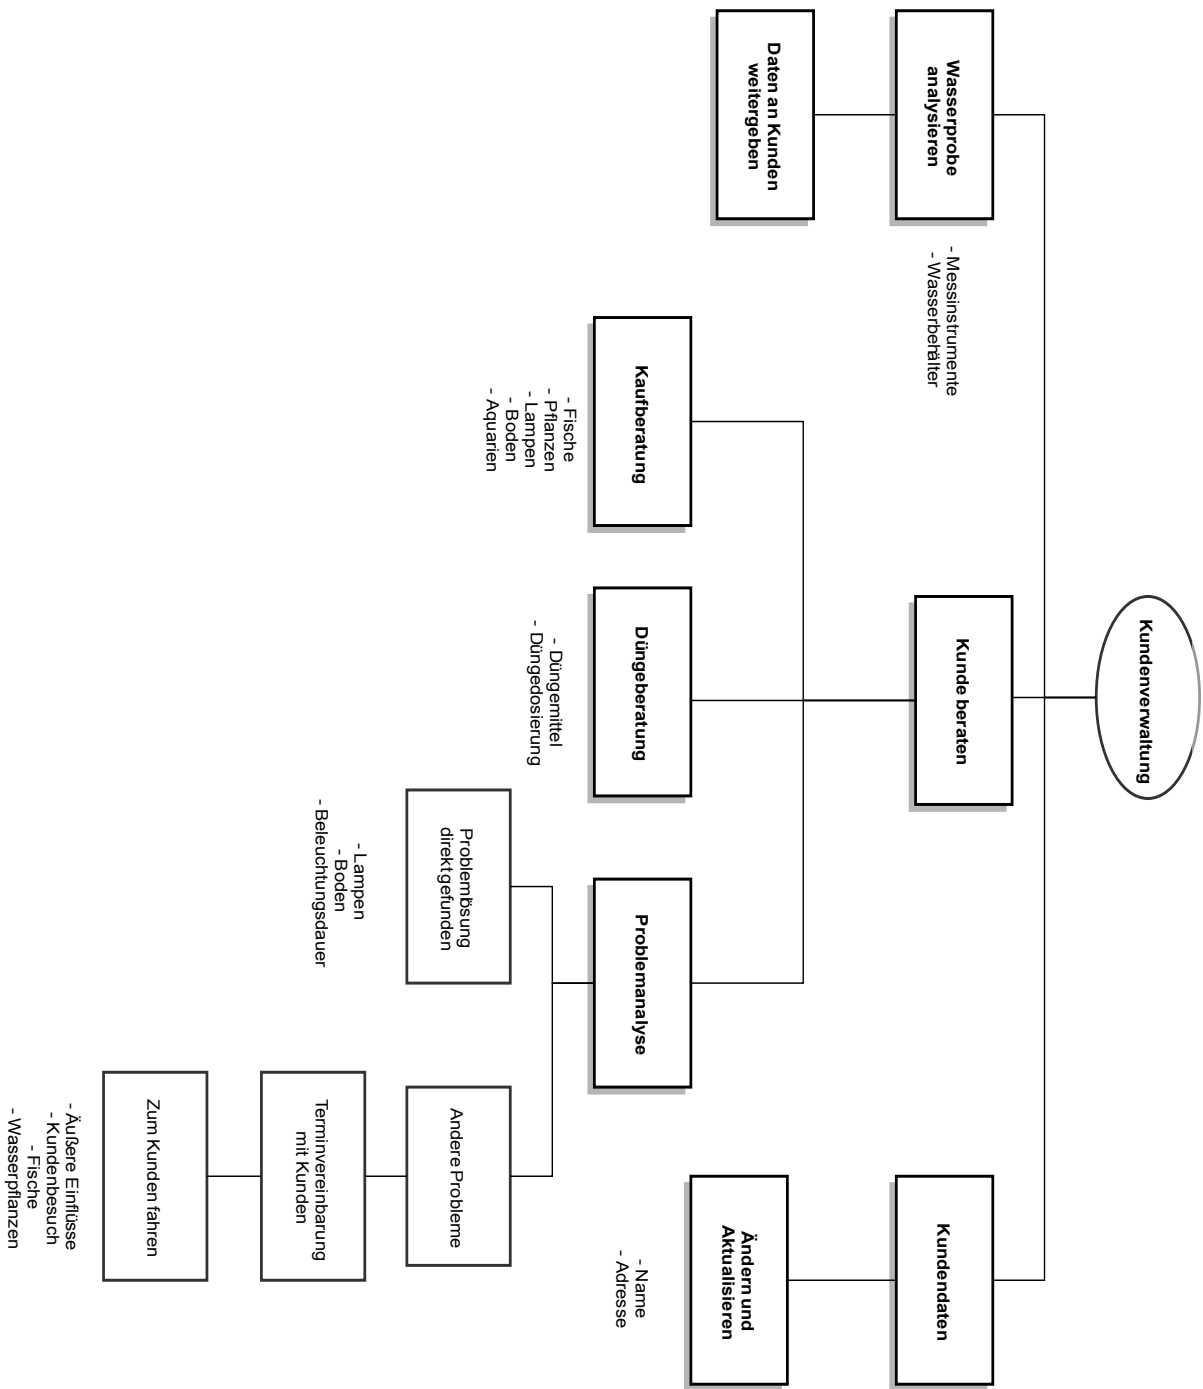 Kundenverwaltung
Wasserprobe
analysieren
- Messinstrumente
- Wasserbehälter
Daten an Kunden
weitergeben
Kunde beraten
Kaufberatung
- Fische
- Pflanzen
- Lampen
- Boden
- Aquarien
Düngeberatung
- Düngemittel
- Düngedosierung
Problemanalyse
Problemlösung
direkt gefunden
- Lampen
- Boden
- Beleuchtungsdauer
Andere Probleme
Terminvereinbarung
mit Kunden
Zum Kunden fahren
- Äußere Einflüsse
- Kundenbesuch
- Fische
- Wasserpflanzen
Kundendaten
Ändern und
Aktualisieren
- Name
- Adresse